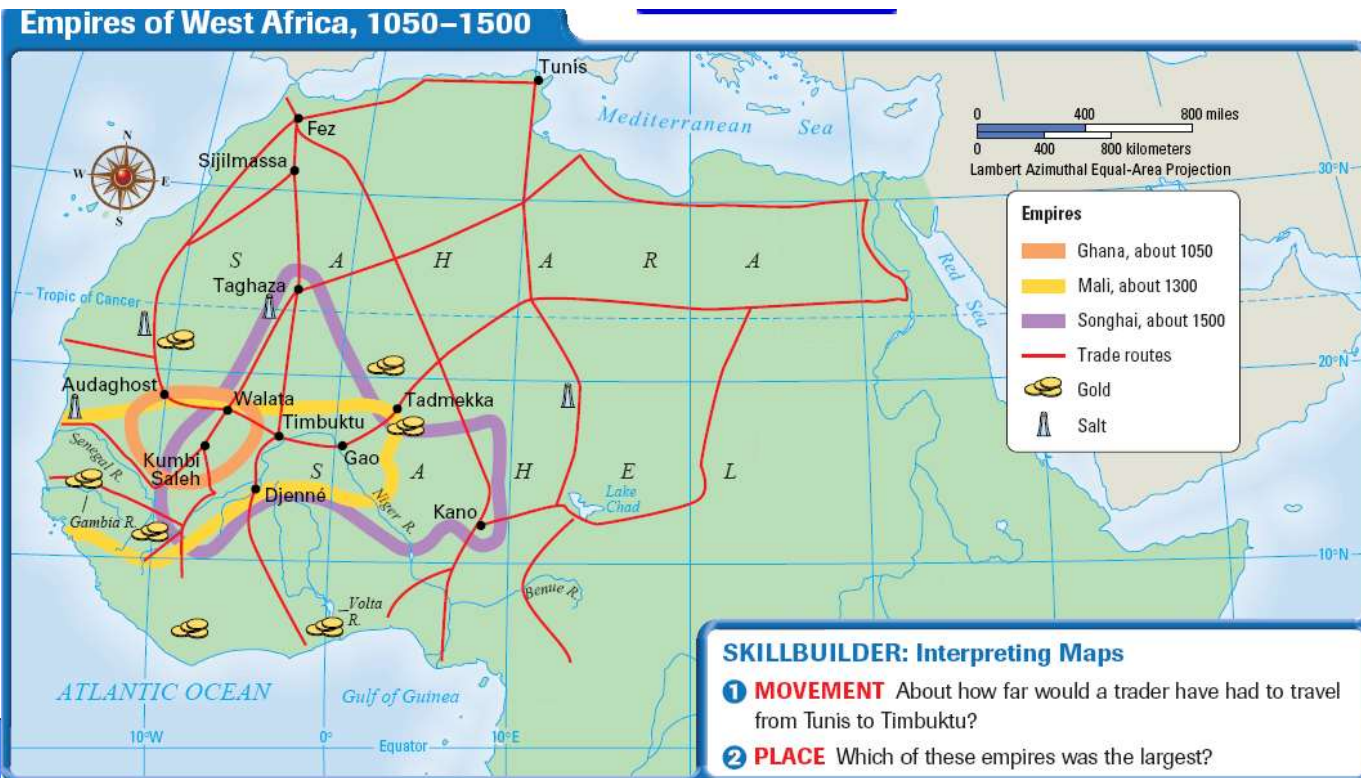 Empires of West Africa, 1050–1500
Tunis
Mediterranean Sea
Fez
Sijilmassa
N
W E
S
0 400 800 miles
0 400 800 kilometers
Lambert Azimuthal Equal-Area Projection
30°N
Empires
Ghana, about 1050
Mali, about 1300
Songhai, about 1500
Trade routes
Gold
Salt
S A H A R A
Red Sea
Taghaza
Tropic of Cancer
20°N
Audaghost
Walata
Tadmekka
Timbuktu
Senegal R.
Kumbi
Saleh
Gao
S A H E L
Djenné
Niger R.
Lake
Chad
Kano
Gambia R.
10°N
Benue R.
Volta
R.
ATLANTIC OCEAN
Gulf of Guinea
10°W
0°
10°E
Equator
0°
SKILLBUILDER: Interpreting Maps
1 MOVEMENT About how far would a trader have had to travel
from Tunis to Timbuktu?
2 PLACE Which of these empires was the largest?